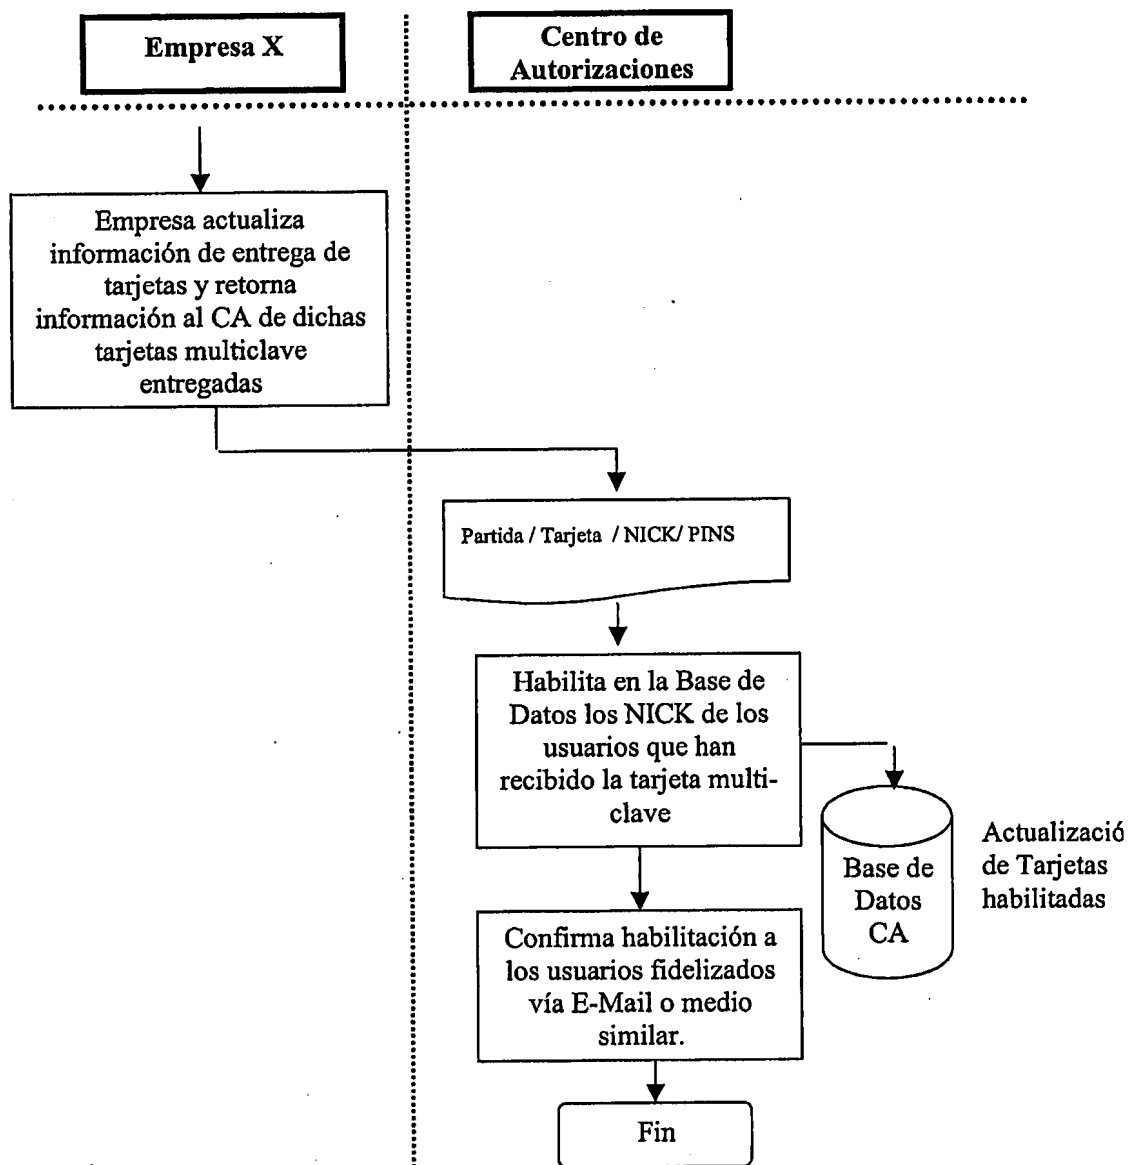 Empresa X
Centro de
Autorizaciones
Empresa actualiza
información de entrega de
tarjetas y retorna
información al CA de dichas
tarjetas multiclave
entregadas
Partida / Tarjeta / NICK/ PINS
Habilita en la Base de
Datos los NICK de los
usuarios que han
recibido la tarjeta multi-
clave
Base de
Datos
CA
Actualizació
de Tarjetas
habilitadas
Confirma habilitación a
los usuarios fidelizados
vía E-Mail o medio
similar.
Fin